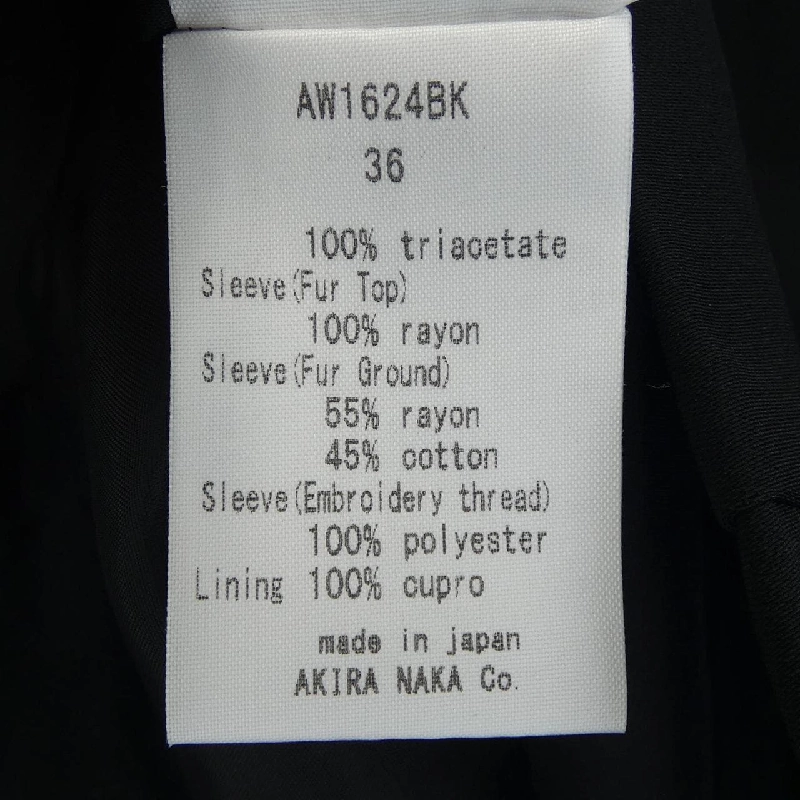 AW1624BK
36
100% triacetate
Sleeve(Fur Top)
100% rayon
Sleeve(Fur Ground)
55% rayon
45% cotton
Sleeve(Embroidery thread)
100% polyester
Lining 100% cupro
made in japan
AKIRA NAKA Co.